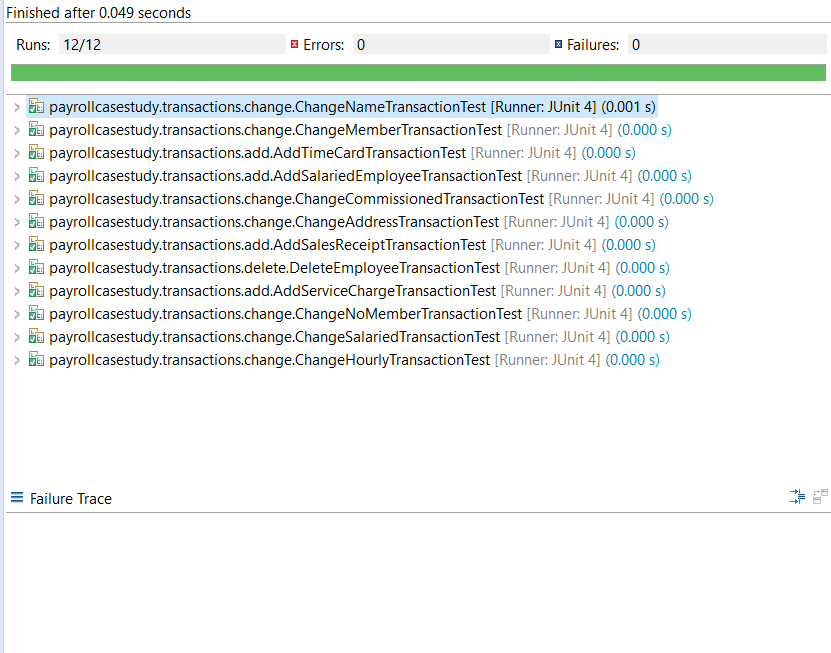 Finished after 0.049 seconds
Runs: 12/12 Errors: 0 Failures: 0
payrollcasestudy.transactions.change.ChangeNameTransactionTest [Runner: JUnit 4] (0.001 s)
payrollcasestudy.transactions.change.ChangeMemberTransactionTest [Runner: JUnit 4] (0.000 s)
payrollcasestudy.transactions.add.AddTimeCardTransactionTest [Runner: JUnit 4] (0.000 s)
payrollcasestudy.transactions.add.AddSalariedEmployeeTransactionTest [Runner: JUnit 4] (0.000 s)
payrollcasestudy.transactions.change.ChangeCommissionedTransactionTest [Runner: JUnit 4] (0.000 s)
payrollcasestudy.transactions.change.ChangeAddressTransactionTest [Runner: JUnit 4] (0.000 s)
payrollcasestudy.transactions.add.AddSalesReceiptTransactionTest [Runner: JUnit 4] (0.000 s)
payrollcasestudy.transactions.delete.DeleteEmployeeTransactionTest [Runner: JUnit 4] (0.000 s)
payrollcasestudy.transactions.add.AddServiceChargeTransactionTest [Runner: JUnit 4] (0.000 s)
payrollcasestudy.transactions.change.ChangeNoMemberTransactionTest [Runner: JUnit 4] (0.000 s)
payrollcasestudy.transactions.change.ChangeSalariedTransactionTest [Runner: JUnit 4] (0.000 s)
payrollcasestudy.transactions.change.ChangeHourlyTransactionTest [Runner: JUnit 4] (0.000 s)
Failure Trace